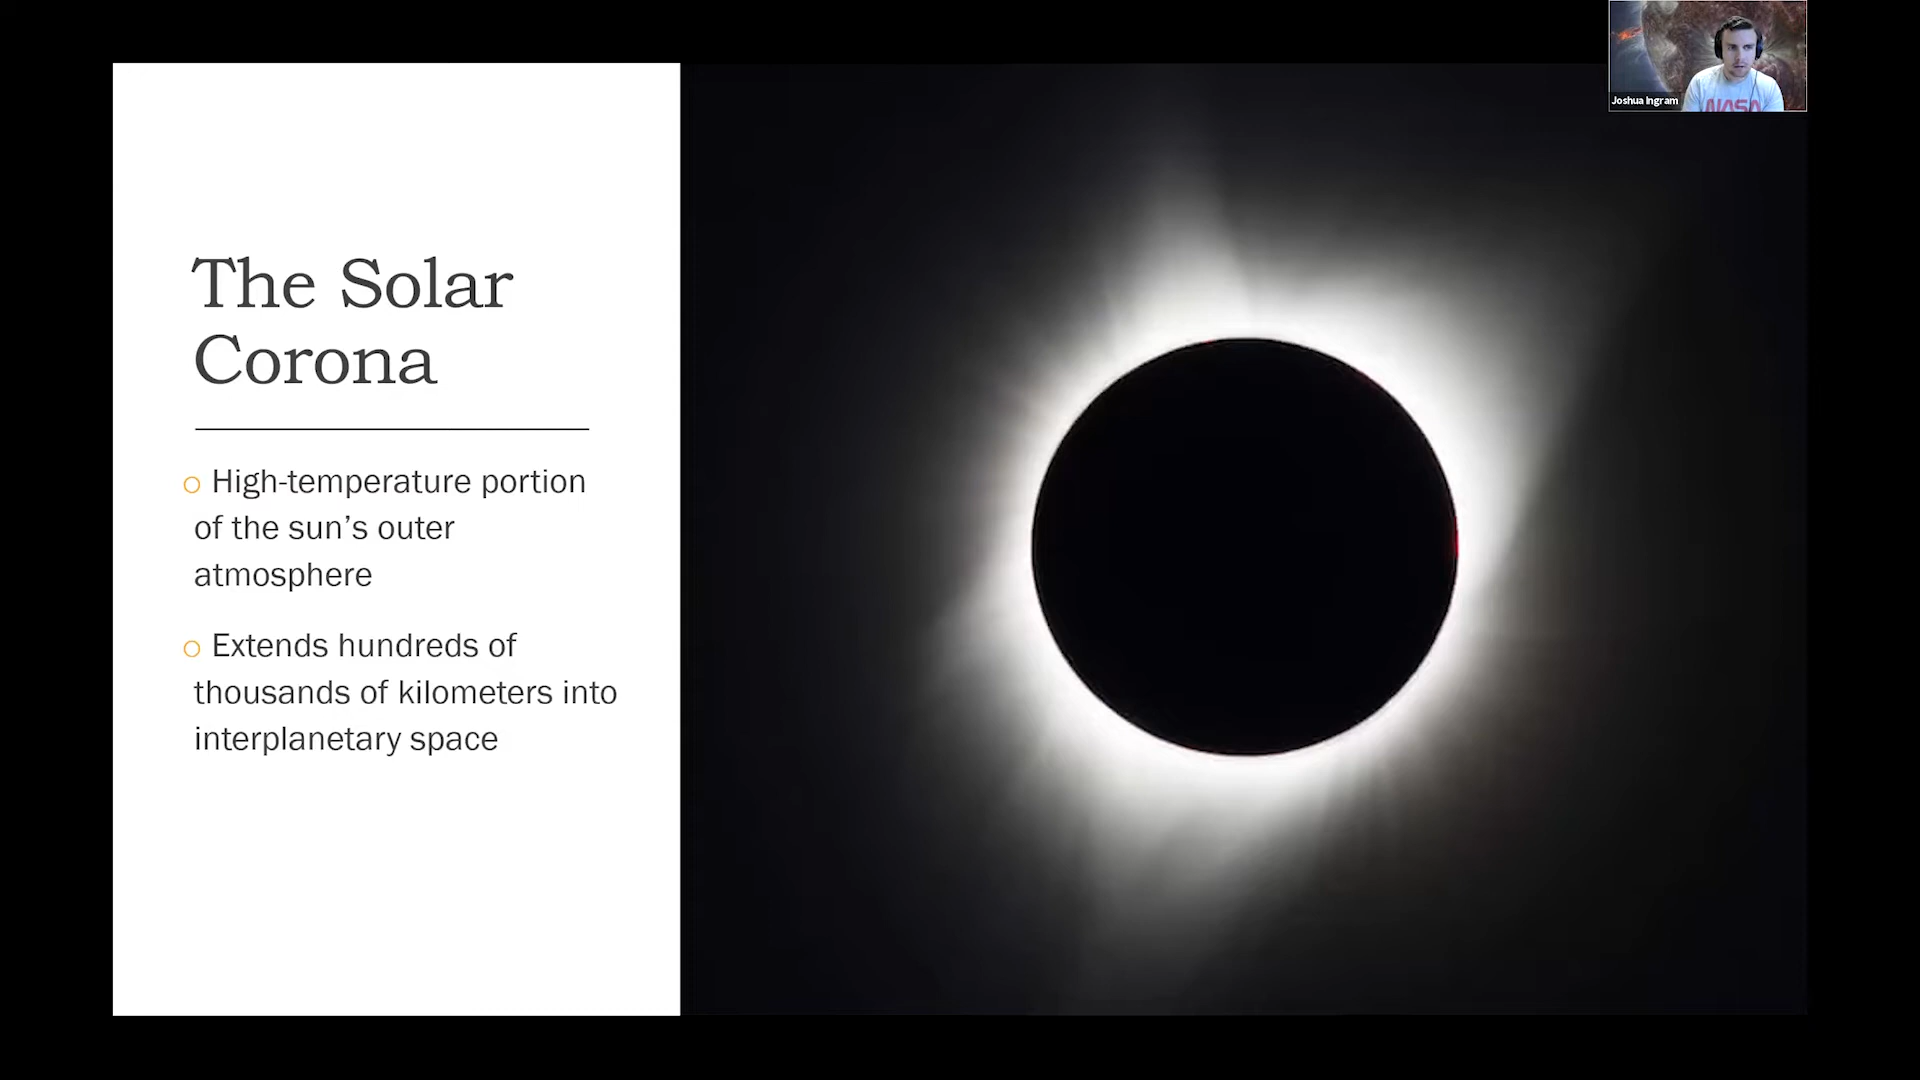 Joshua Ingram
NASA
The Solar
Corona
o High-temperature portion
of the sun's outer
atmosphere
o Extends hundreds of
thousands of kilometers into
interplanetary space